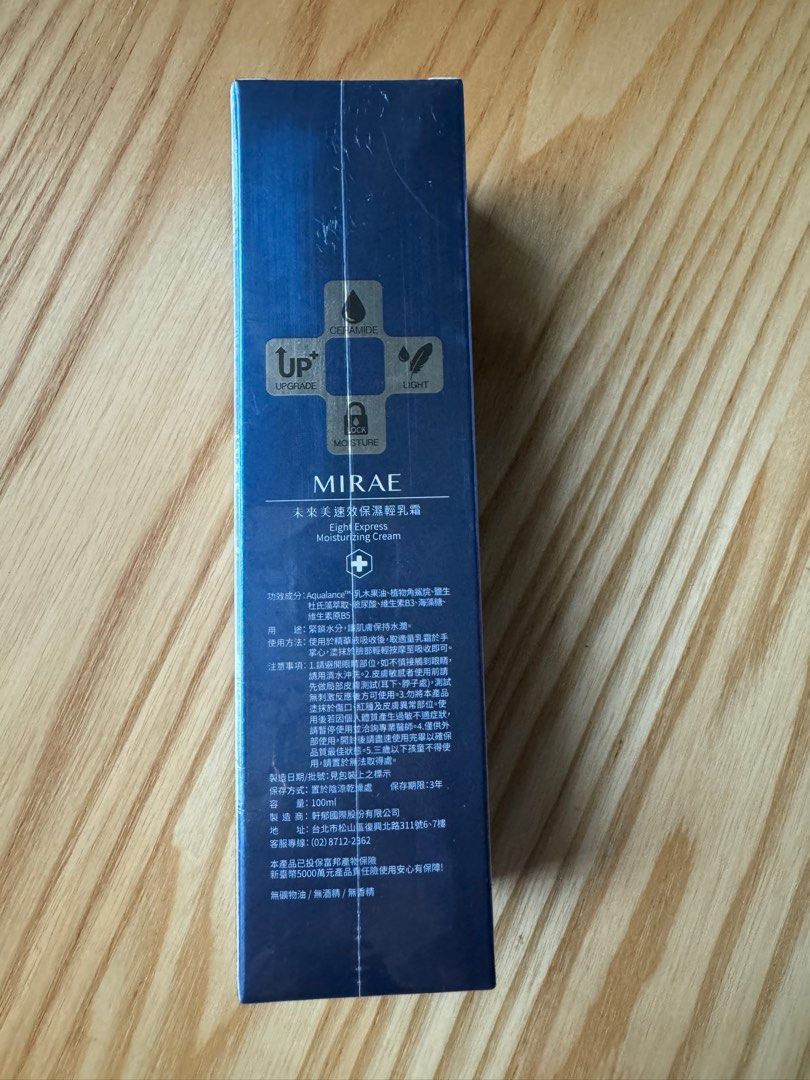 CERAMIDE
UP+
UPGRADE
LIGHT
LOCK
MOISTURE
MIRAE
未來美速效保濕輕乳霜
Eight Express
Moisturizing Cream
功效成分：Aqualance™、乳木果油、植物角鯊烷、鹽生
杜氏藻萃取、玻尿酸、維生素B3、海藻糖、
維生素原B5
用　　途：緊鎖水分，讓肌膚保持水潤。
使用方法：使用於精華液吸收後，取適量乳霜於手
掌心，塗抹於臉部輕輕按摩至吸收即可。
注意事項：1.請避開眼睛部位，如不慎接觸到眼睛，
請用清水沖洗。2.皮膚敏感者使用前請
先做局部皮膚測試(耳下、脖子處)，測試
無刺激反應後方可使用。3.勿將本產品
塗抹於傷口、紅腫及皮膚異常部位。使
用後若因個人體質產生過敏不適症狀，
請暫停使用並洽詢專業醫師。4.僅供外
部使用，開封後請盡速使用完畢以確保
品質最佳狀態。5.三歲以下孩童不得使
用，請置於無法取得處。
製造日期/批號：見包裝上之標示
保存方式：置於陰涼乾燥處　保存期限：3年
容　　量：100ml
製 造 商：軒郁國際股份有限公司
地　　址：台北市松山區復興北路311號6、7樓
客服專線：(02) 8712-2362
本產品已投保富邦產物保險
新臺幣5000萬元產品責任險使用安心有保障!
無礦物油 / 無酒精 / 無香精